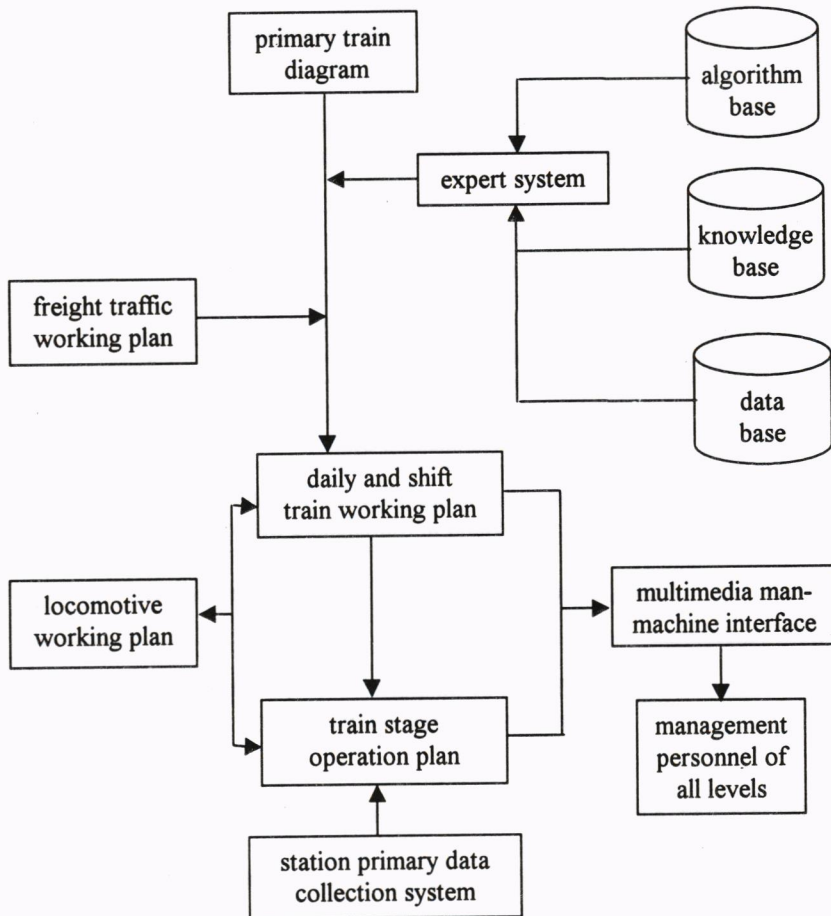 primary train
diagram
algorithm
base
expert system
knowledge
base
freight traffic
working plan
data
base
daily and shift
train working plan
locomotive
working plan
multimedia man-
machine interface
train stage
operation plan
management
personnel of
all levels
station primary data
collection system